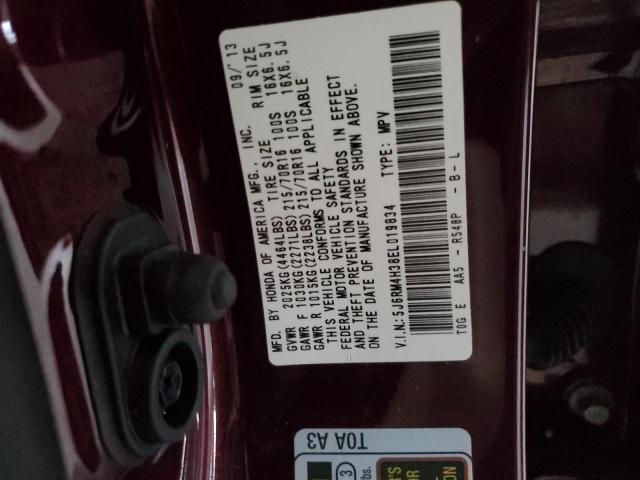 MFD. BY HONDA OF AMERICA MFG., INC. 09/'13
TIRE SIZE RIM SIZE
GVWR 2025KG(4464LBS)
GAWR F 1030KG(2271LBS) 215/70R16 100S 16X6.5J
GAWR R 1015KG(2238LBS) 215/70R16 100S 16X6.5J
THIS VEHICLE CONFORMS TO ALL APPLICABLE
FEDERAL MOTOR VEHICLE SAFETY
AND THEFT PREVENTION STANDARDS IN EFFECT
ON THE DATE OF MANUFACTURE SHOWN ABOVE.
V.I.N.:5J6RM4H38EL019834 TYPE: MPV
T0G E AA5 - R548P - B - L
T0A A3
3